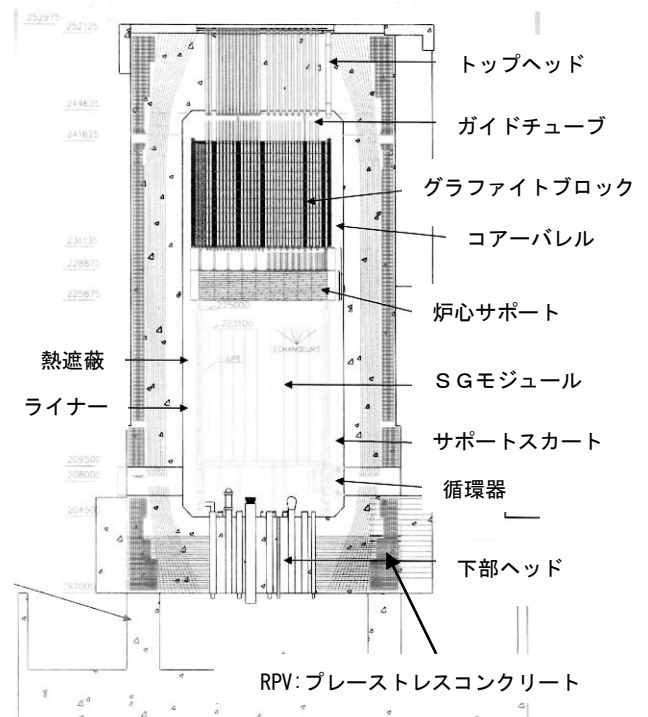 252975
252125
トップヘッド
244625
ガイドチューブ
241625
グラファイトブロック
コアーバレル
231135
228875
225875
炉心サポート
225000
223100
ECHANGEURS
熱遮蔽
JUPE
SGモジュール
ライナー
サポートスカート
209500
208000
循環器
204500
下部ヘッド
197000
RPV:プレーストレスコンクリート